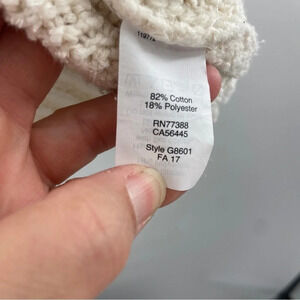 82% Cotton
18% Polyester
RN77388
CA56445
Style G8601
FA 17